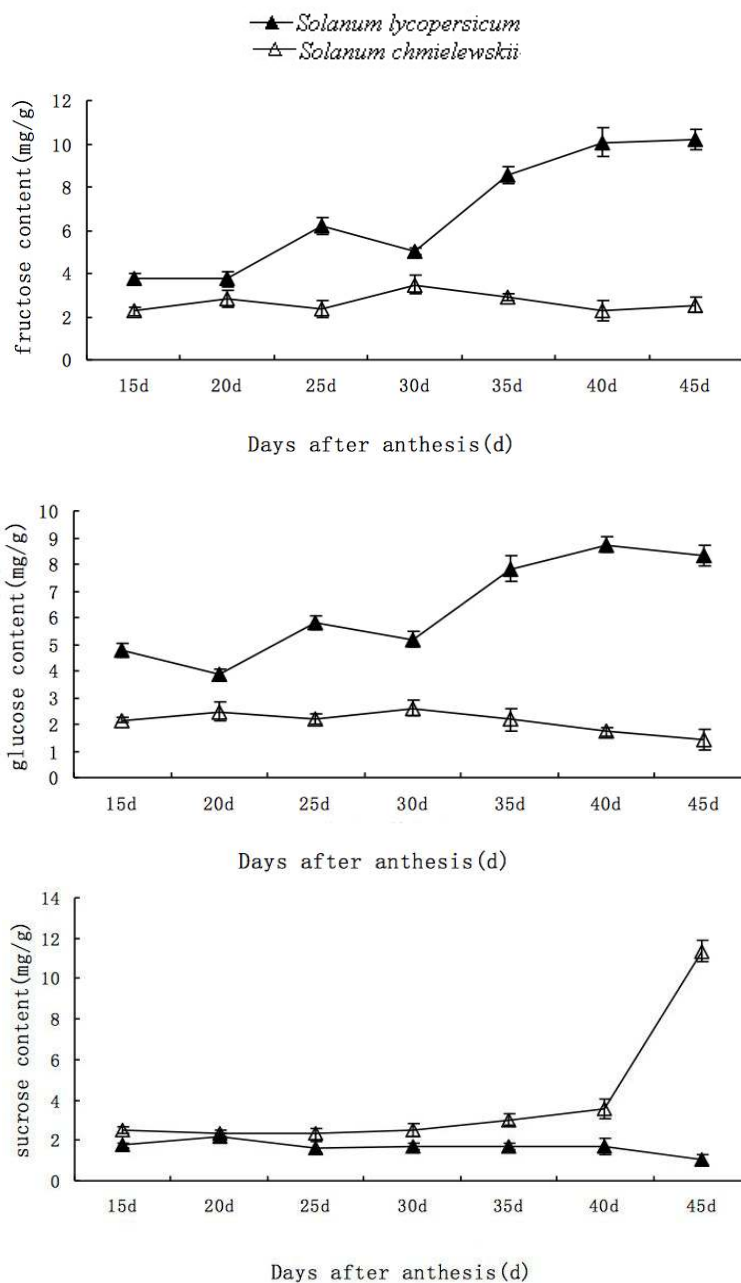 Solanum lycopersicum
Solanum chmielewskii
fructose content(mg/g)
12
10
8
6
4
2
0
15d 20d 25d 30d 35d 40d 45d
Days after anthesis(d)
glucose content(mg/g)
10
9
8
7
6
5
4
3
2
1
0
15d 20d 25d 30d 35d 40d 45d
Days after anthesis(d)
sucrose content(mg/g)
14
12
10
8
6
4
2
0
15d 20d 25d 30d 35d 40d 45d
Days after anthesis(d)